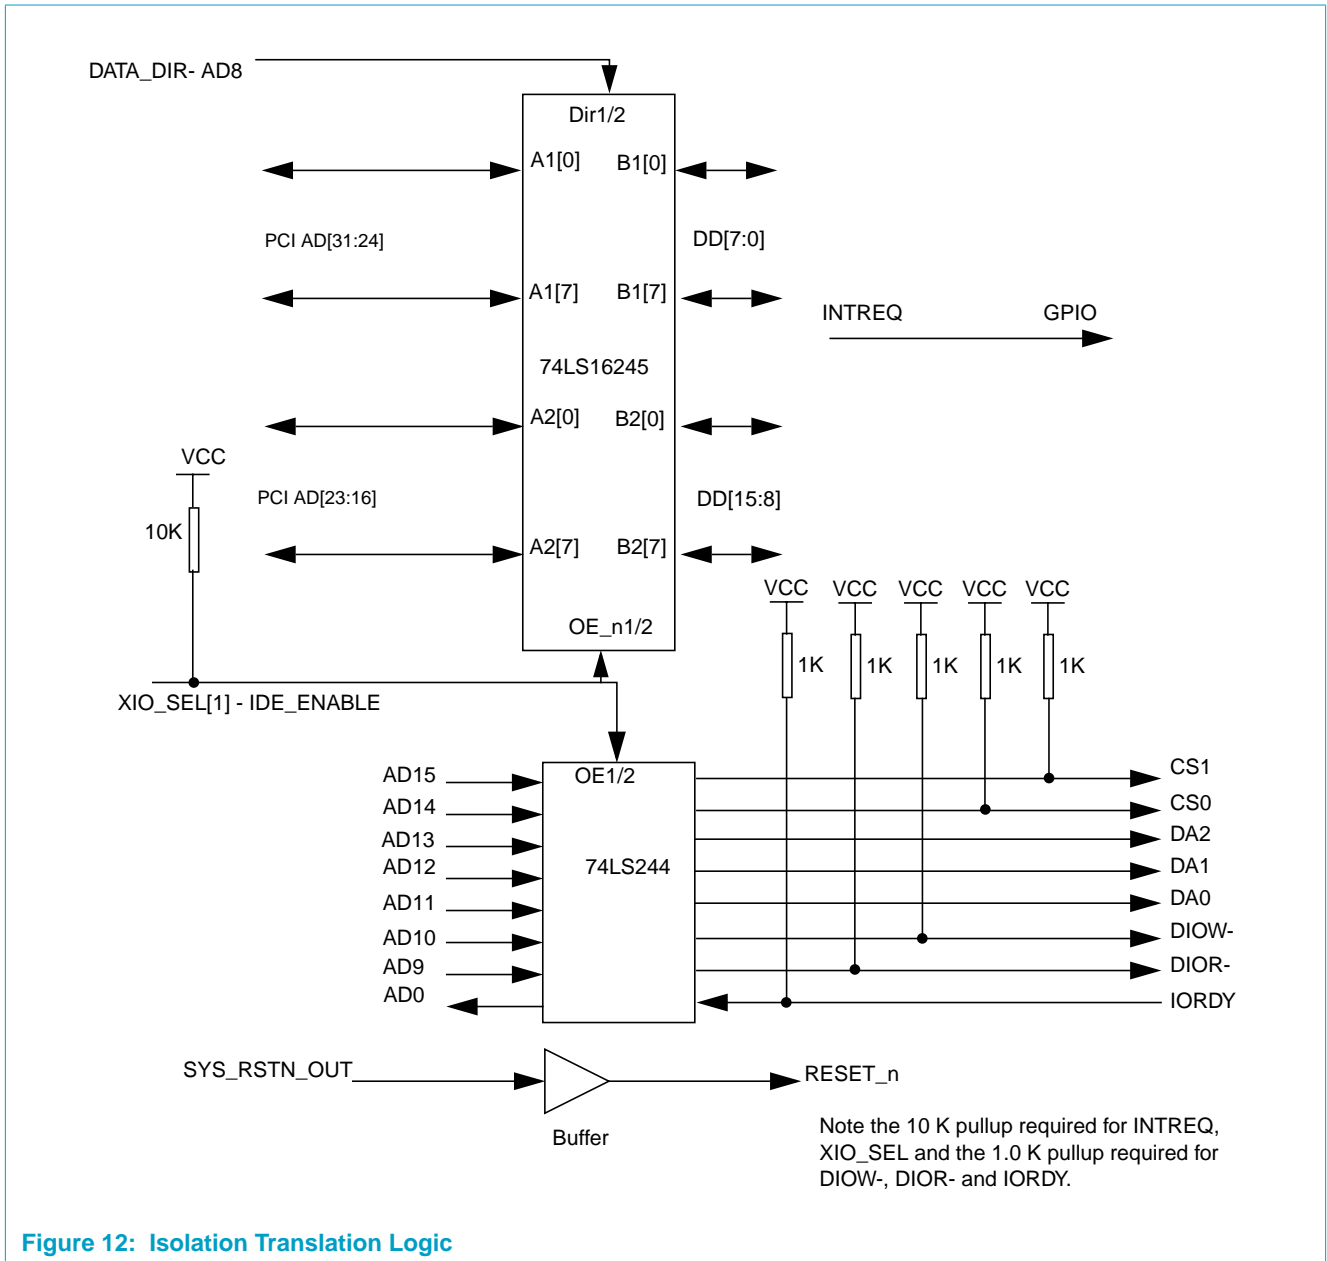 DATA_DIR- AD8
Dir1/2
A1[0] B1[0]
PCI AD[31:24] DD[7:0]
A1[7] B1[7]
INTREQ GPIO
74LS16245
A2[0] B2[0]
VCC
PCI AD[23:16] DD[15:8]
10K
A2[7] B2[7]
VCC VCC VCC VCC VCC
OE_n1/2
1K 1K 1K 1K 1K
XIO_SEL[1] - IDE_ENABLE
AD15 OE1/2 CS1
AD14 CS0
AD13 DA2
AD12 74LS244 DA1
AD11 DA0
AD10 DIOW-
AD9 DIOR-
AD0 IORDY
SYS_RSTN_OUT RESET_n
Buffer
Note the 10 K pullup required for INTREQ,
XIO_SEL and the 1.0 K pullup required for
DIOW-, DIOR- and IORDY.
Figure 12: Isolation Translation Logic